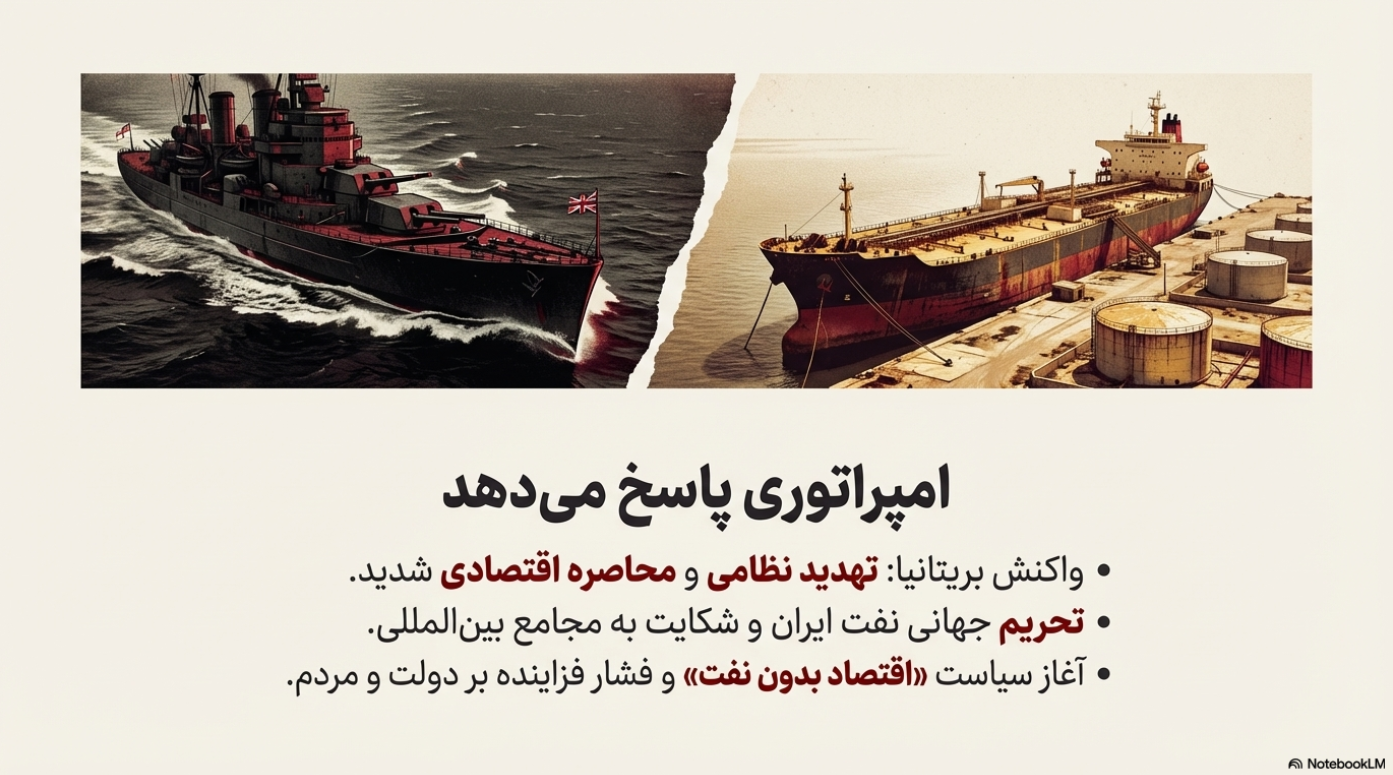 امپراتوری پاسخ می‌دهد
• واکنش بریتانیا: تهدید نظامی و محاصره اقتصادی شدید.
• تحریم جهانی نفت ایران و شکایت به مجامع بین‌المللی.
• آغاز سیاست «اقتصاد بدون نفت» و فشار فزاینده بر دولت و مردم.
NotebookLM